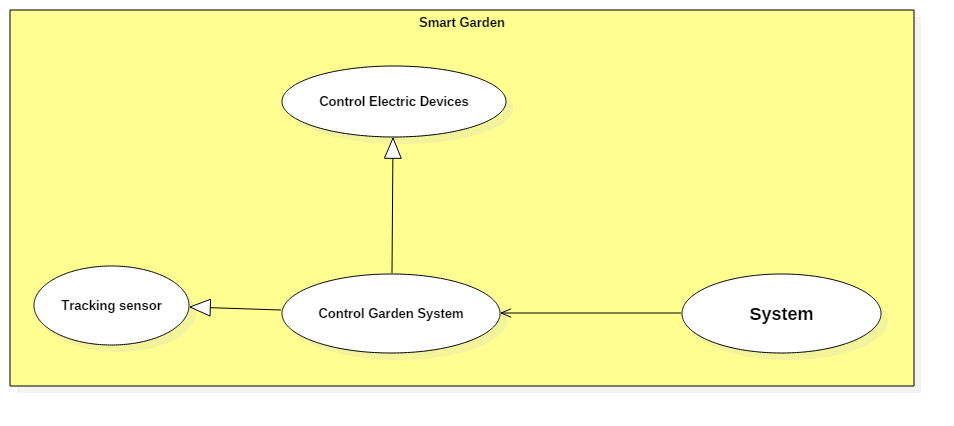 Smart Garden
Control Electric Devices
Tracking sensor
Control Garden System
System